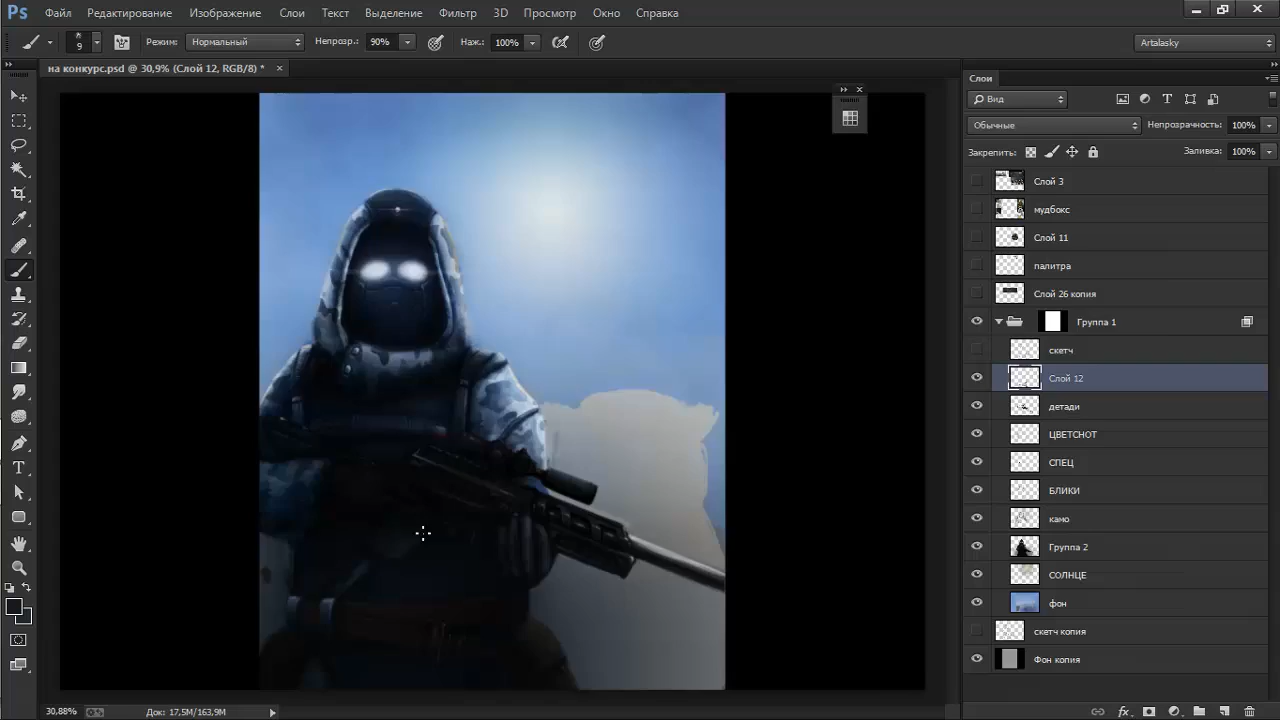 Ps Файл Редактирование Изображение Слои Текст Выделение Фильтр 3D Просмотр Окно Справка
9 Режим: Нормальный Непрозр.: 90% Наж.: 100% Artalasky
на конкурс.psd @ 30,9% (Слой 12, RGB/8) *
Слои
Вид
Обычные Непрозрачность: 100%
Закрепить: Заливка: 100%
Слой 3
мудбокс
Слой 11
палитра
Слой 26 копия
Группа 1
скетч
Слой 12
детади
ЦВЕТСНОТ
СПЕЦ
БЛИКИ
камо
Группа 2
СОЛНЦЕ
фон
скетч копия
Фон копия
30,88% Док: 17,5M/163,9M
fx